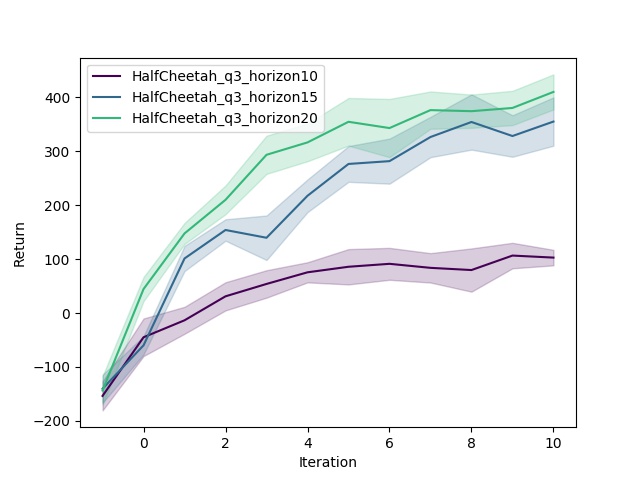 HalfCheetah_q3_horizon10
HalfCheetah_q3_horizon15
HalfCheetah_q3_horizon20
400
300
200
100
0
−100
−200
Return
0 2 4 6 8 10
Iteration